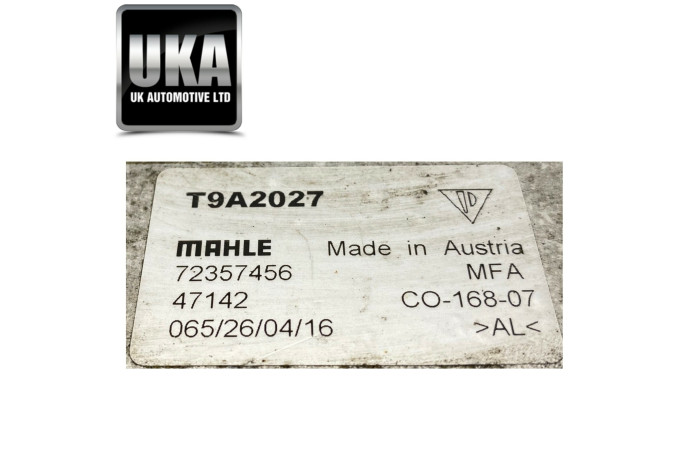 UKA
UK AUTOMOTIVE LTD
T9A2027
JD
MAHLE Made in Austria
72357456 MFA
47142 CO-168-07
065/26/04/16 >AL<